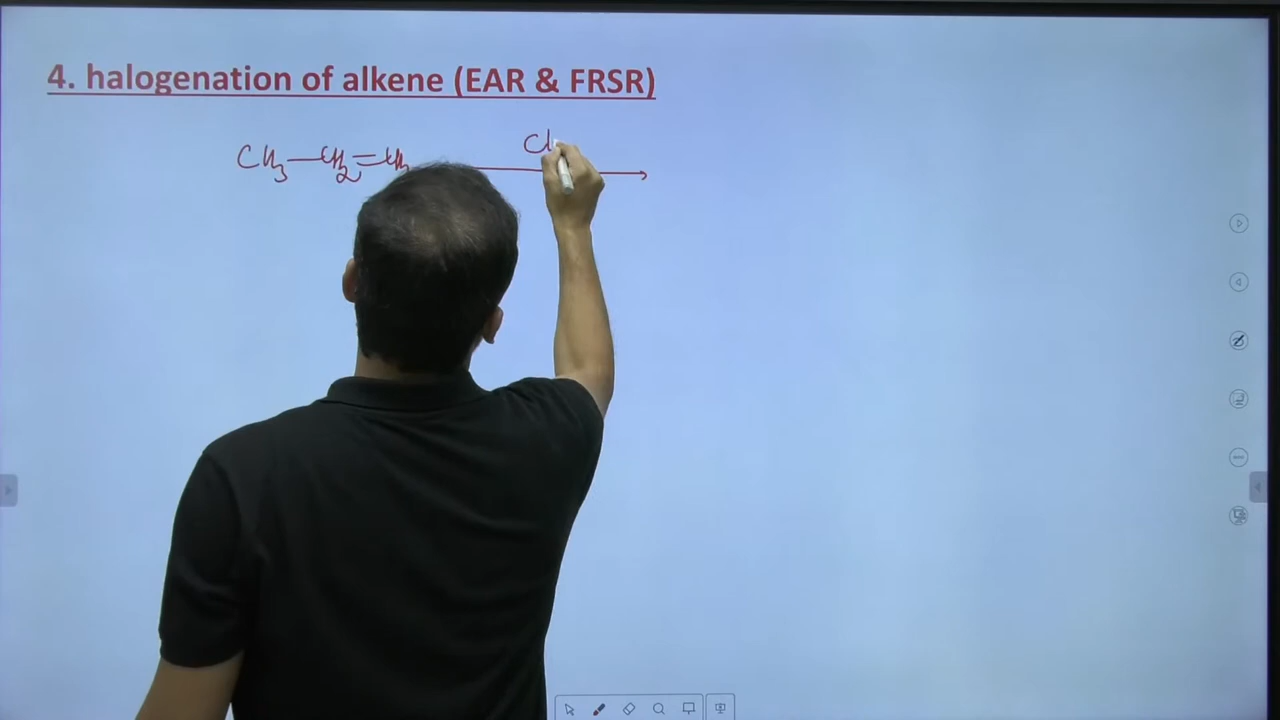 4. halogenation of alkene (EAR & FRSR)
CH3—CH2=CH2
Cl